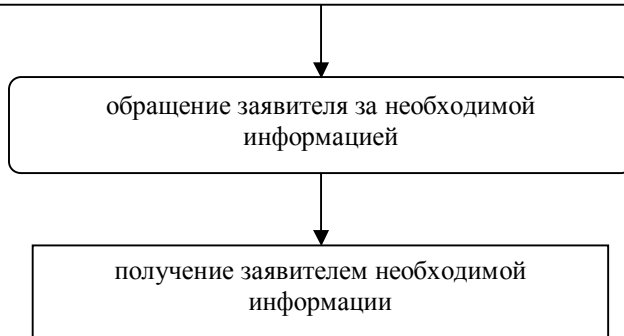 обращение заявителя за необходимой
информацией
получение заявителем необходимой
информации